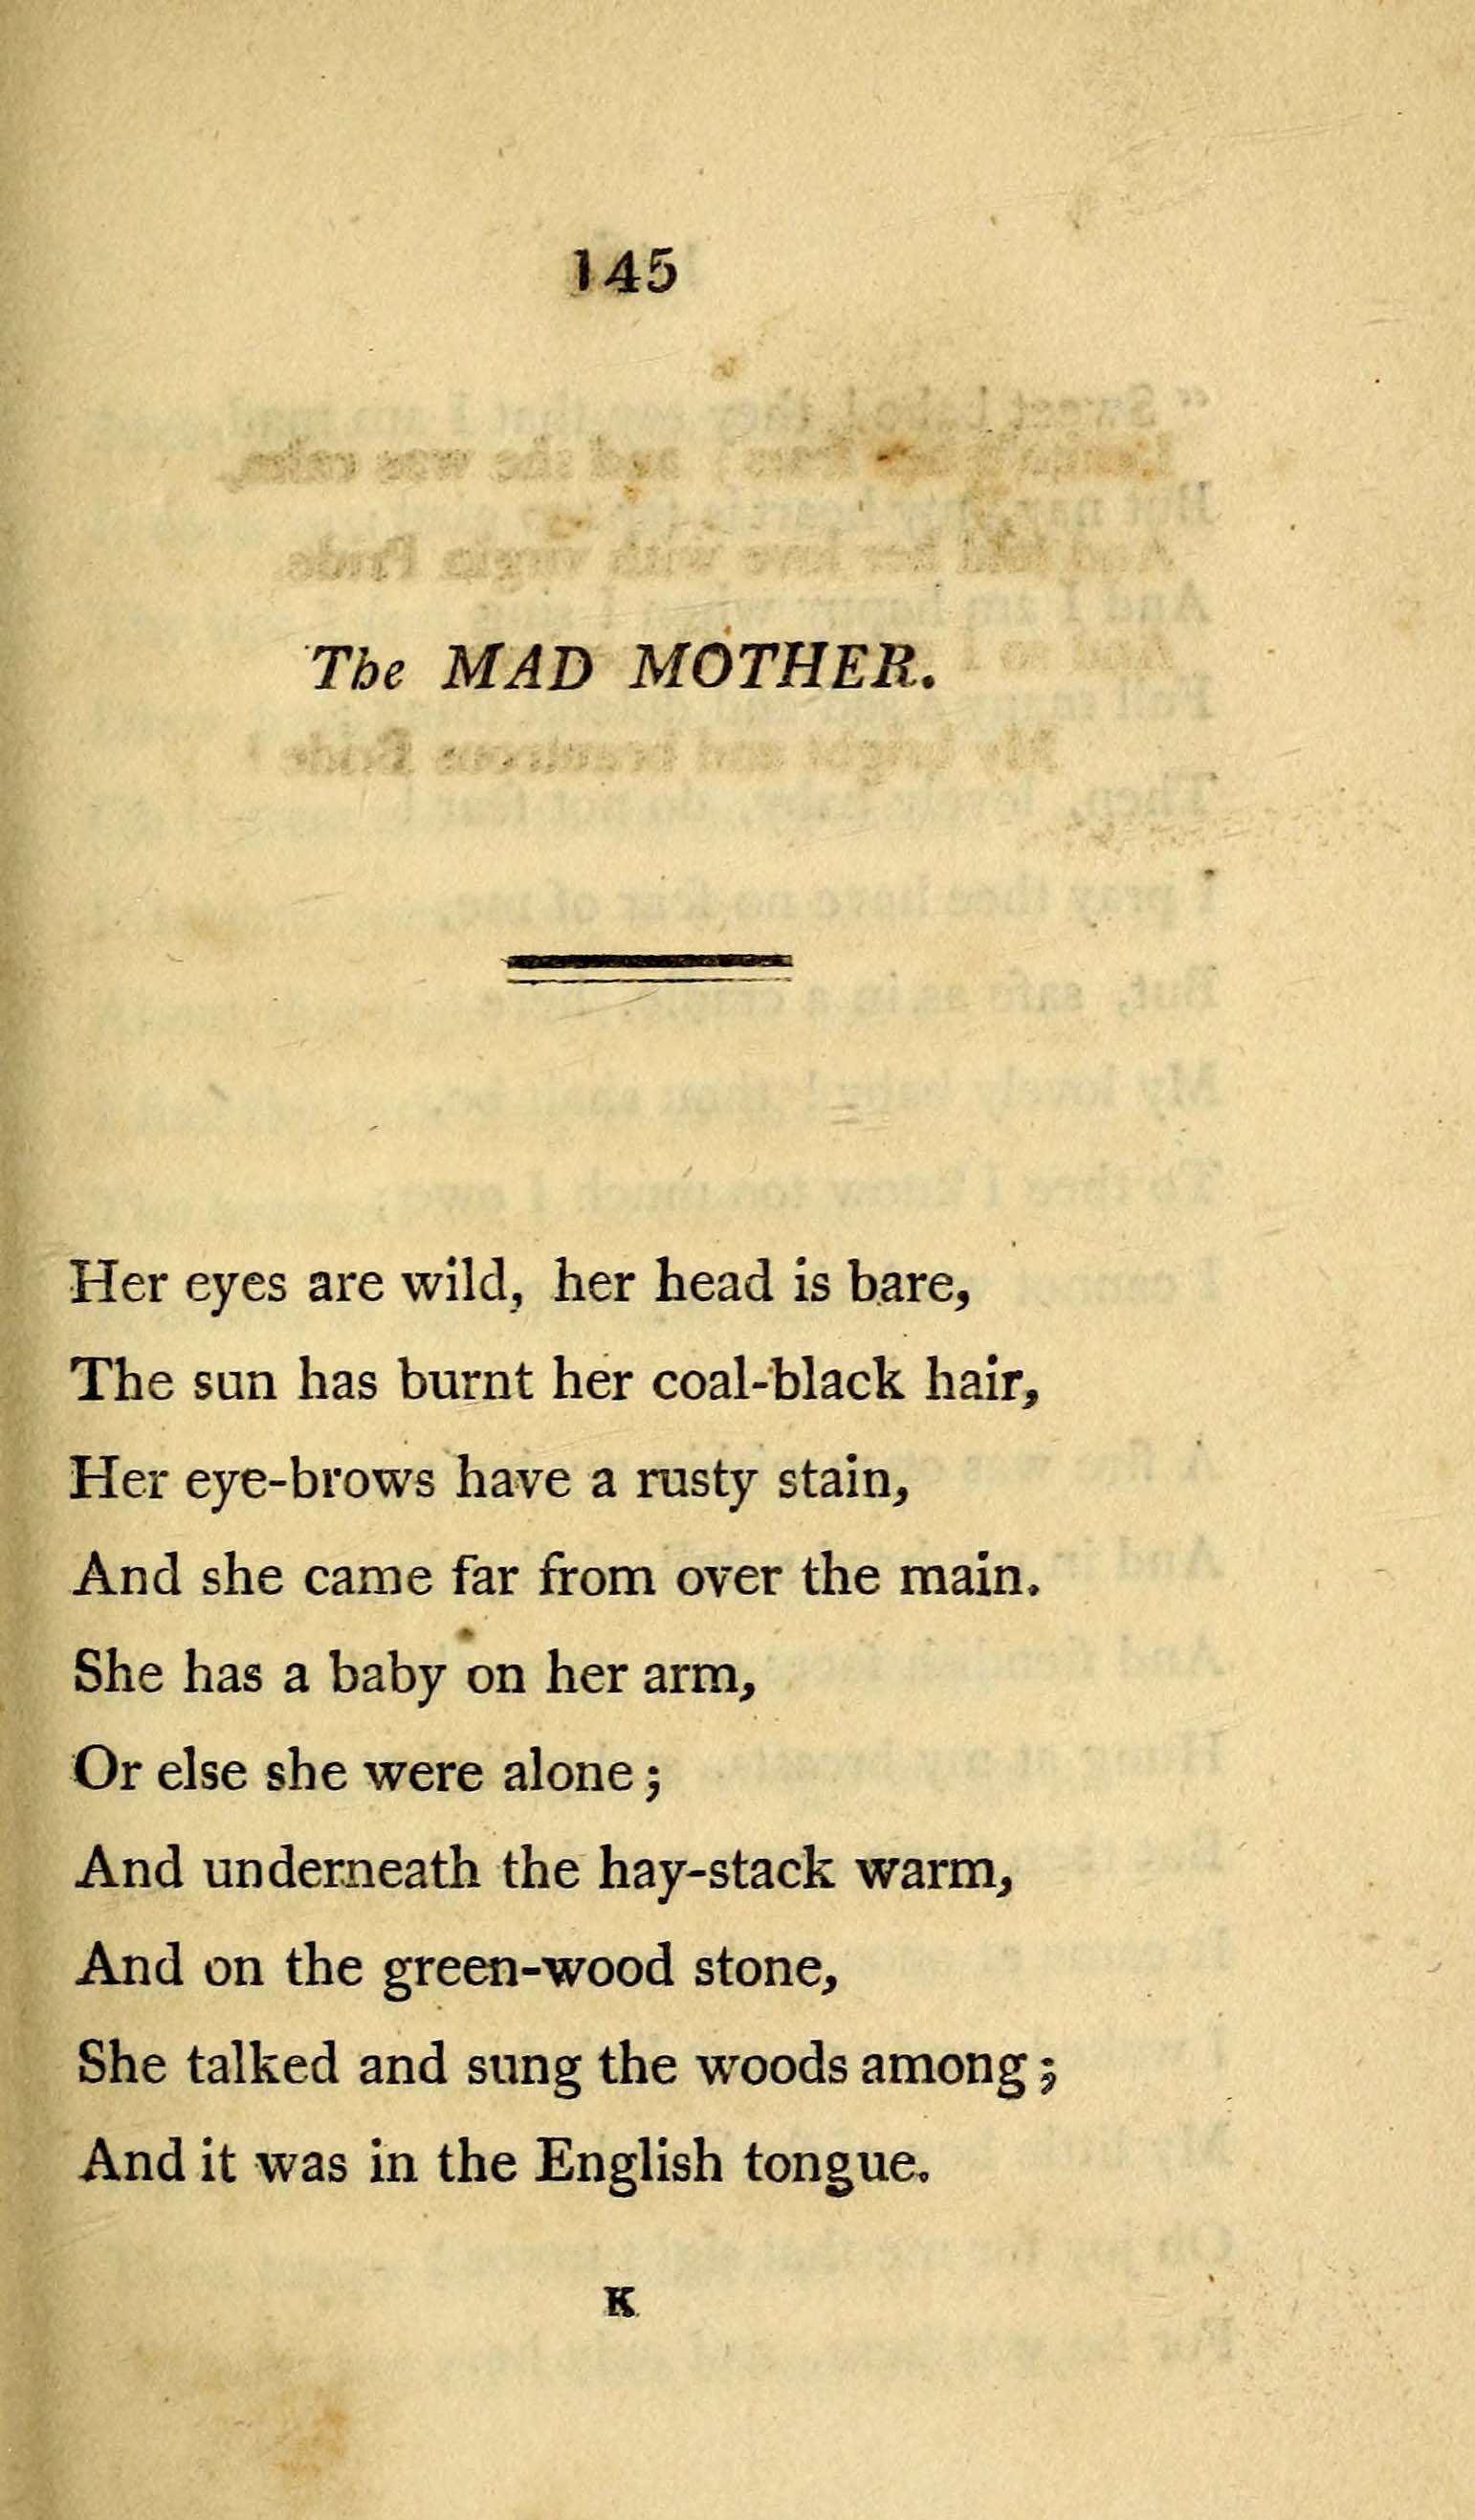 145
The MAD MOTHER.
Her eyes are wild, her head is bare,
The sun has burnt her coal-black hair,
Her eye-brows have a rusty stain,
And she came far from over the main.
She has a baby on her arm,
Or else she were alone;
And underneath the hay-stack warm,
And on the green-wood stone,
She talked and sung the woods among;
And it was in the English tongue.
K